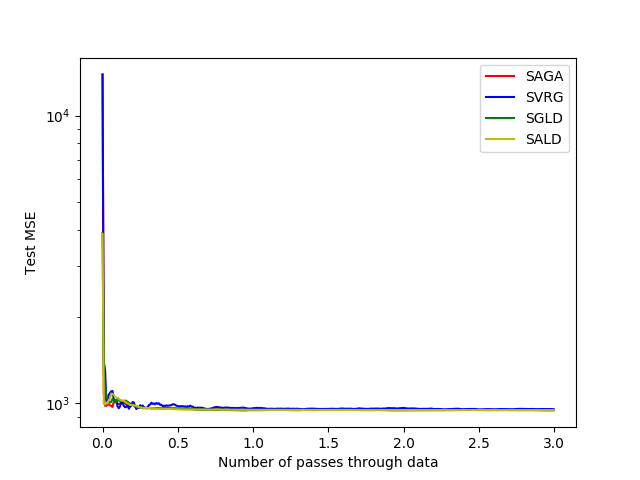 SAGA
SVRG
SGLD
SALD
10^4
10^3
Test MSE
0.0 0.5 1.0 1.5 2.0 2.5 3.0
Number of passes through data